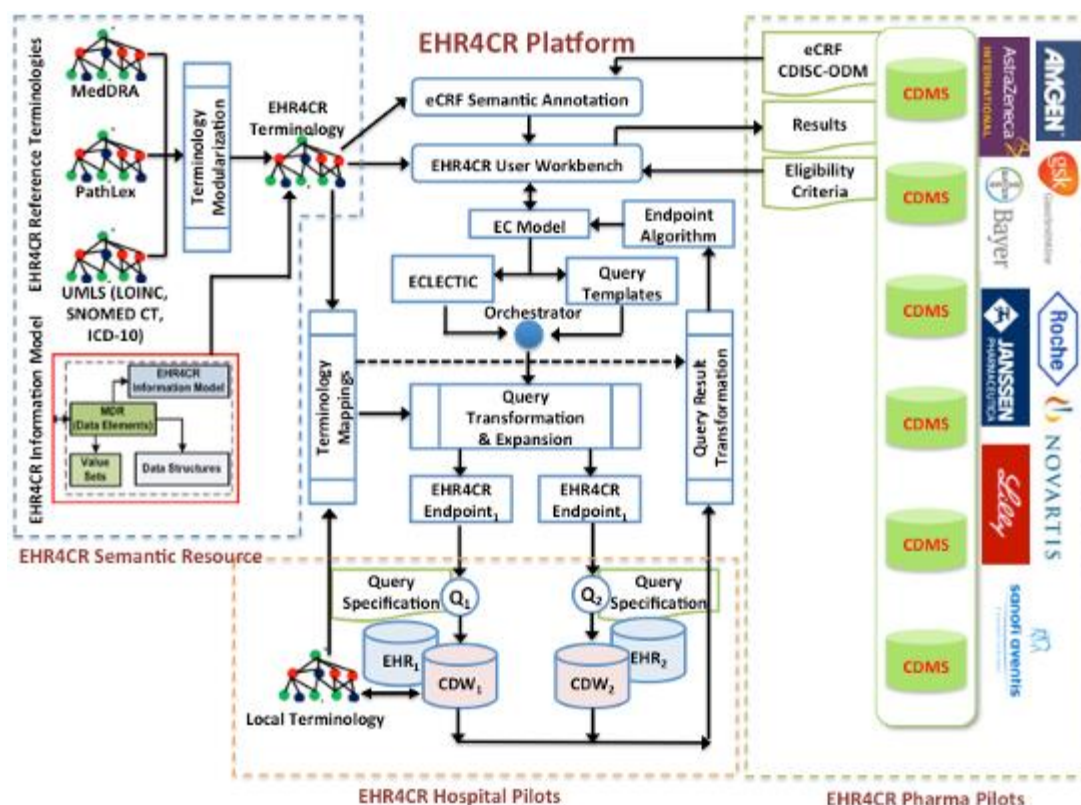 EHR4CR Platform
EHR4CR Reference Terminologies
MedDRA
PathLex
UMLS (LOINC,
SNOMED CT,
ICD-10)
Terminology
Modularization
EHR4CR
Terminology
EHR4CR Information Model
EHR4CR
Information Model
MDR
(Data Elements)
Value
Sets
Data Structures
EHR4CR Semantic Resource
eCRF Semantic Annotation
EHR4CR User Workbench
EC Model
Endpoint
Algorithm
ECLECTIC
Query
Templates
Orchestrator
Terminology
Mappings
Query
Transformation
& Expansion
Query Result
Transformation
EHR4CR
Endpoint₁
EHR4CR
Endpoint₁
Query
Specification
Q₁
Q₂
Query
Specification
EHR₁
CDW₁
CDW₂
EHR₂
Local Terminology
EHR4CR Hospital Pilots
eCRF
CDISC-ODM
Results
Eligibility
Criteria
CDMS
CDMS
CDMS
CDMS
CDMS
CDMS
AstraZeneca
INTERNATIONAL
AMGEN
gsk
GlaxoSmithKline
BAYER
Bayer
JANSSEN
PHARMACEUTICA
Roche
NOVARTIS
Lilly
sanofi aventis
EHR4CR Pharma Pilots